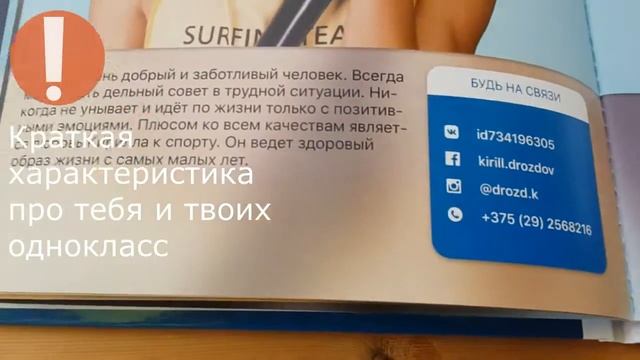 SURFING TEA
нь добрый и заботливый человек. Всегда
дельный совет в трудной ситуации. Ни-
когда не унывает и идёт по жизни только с позитив-
ными эмоциями. Плюсом ко всем качествам являет-
ла к спорту. Он ведет здоровый
образ жизни с самых малых лет.
Краткая
характеристика
про тебя и твоих
однокласс
БУДЬ НА СВЯЗИ
id734196305
kirill.drozdov
@drozd.k
+375 (29) 2568216